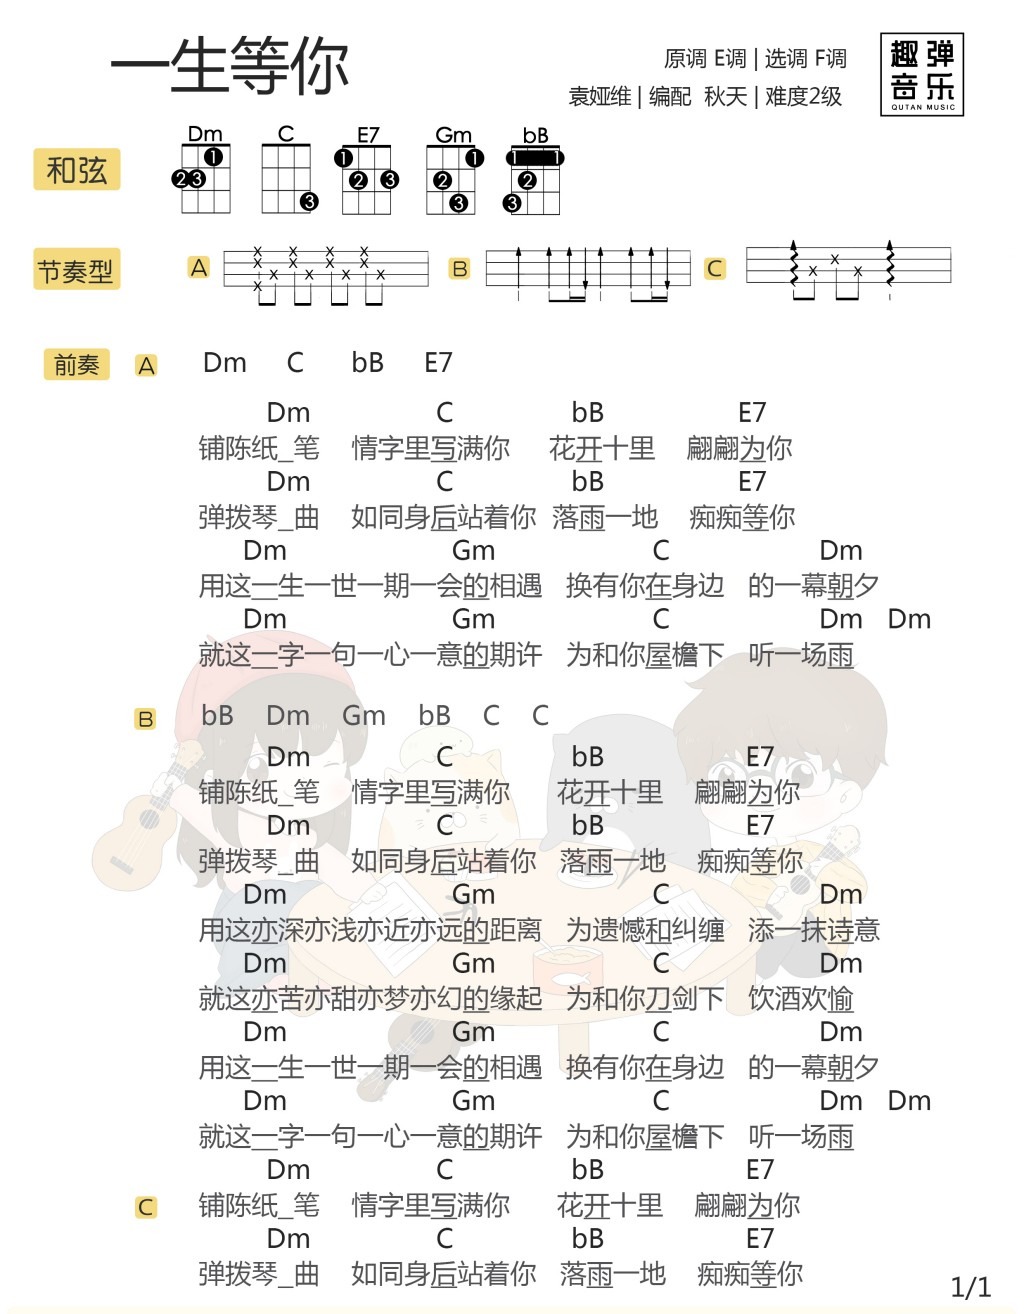 一生等你
原调 E调 | 选调 F调
袁娅维 | 编配 秋天 | 难度2级
趣弹音乐
QUTAN MUSIC
和弦 Dm C E7 Gm bB
1 2 3 3 1 2 3 1 2 3 1 1 2 3
节奏型 A B C
前奏 A Dm C bB E7
Dm C bB E7
铺陈纸_笔 情字里写满你 花开十里 翩翩为你
Dm C bB E7
弹拨琴_曲 如同身后站着你 落雨一地 痴痴等你
Dm Gm C Dm
用这一生一世一期一会的相遇 换有你在身边 的一幕朝夕
Dm Gm C Dm Dm
就这一字一句一心一意的期许 为和你屋檐下 听一场雨
B bB Dm Gm bB C C
Dm C bB E7
铺陈纸_笔 情字里写满你 花开十里 翩翩为你
Dm C bB E7
弹拨琴_曲 如同身后站着你 落雨一地 痴痴等你
Dm Gm C Dm
用这亦深亦浅亦近亦远的距离 为遗憾和纠缠 添一抹诗意
Dm Gm C Dm
就这亦苦亦甜亦梦亦幻的缘起 为和你刀剑下 饮酒欢愉
Dm Gm C Dm
用这一生一世一期一会的相遇 换有你在身边 的一幕朝夕
Dm Gm C Dm Dm
就这一字一句一心一意的期许 为和你屋檐下 听一场雨
Dm C bB E7
C 铺陈纸_笔 情字里写满你 花开十里 翩翩为你
Dm C bB E7
弹拨琴_曲 如同身后站着你 落雨一地 痴痴等你
1/1